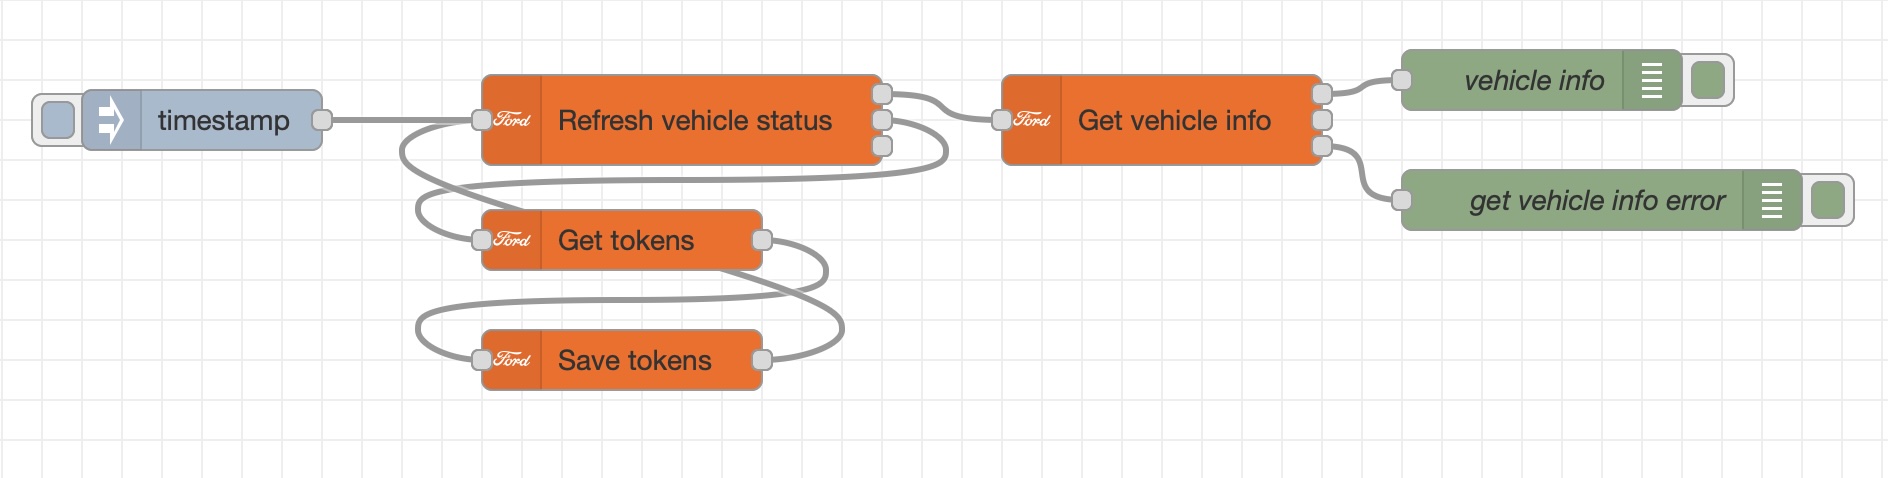 timestamp
Ford
Refresh vehicle status
Ford
Get vehicle info
vehicle info
get vehicle info error
Ford
Get tokens
Ford
Save tokens